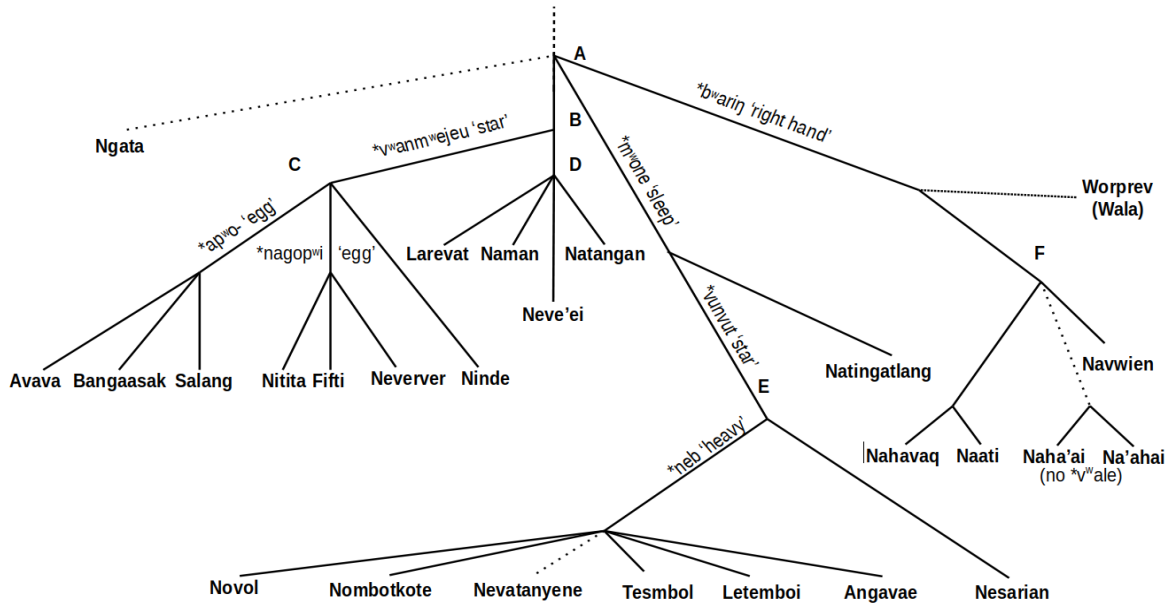 A
*bʷariŋ ‘right hand’
Ngata
*vʷanmʷejeu ‘star’
B
*mʷone ‘sleep’
C
D
Worprev
(Wala)
*apʷo- ‘egg’
*nagopʷi ‘egg’
Larevat Naman Natangan
F
Neve’ei
*vunvut ‘star’
Avava Bangaasak Salang Nitita Fifti Neverver Ninde
Natingatlang
Navwien
E
*neb ‘heavy’
Nahavaq Naati Naha’ai Na’ahai
(no *vʷale)
Novol Nombotkote Nevatanyene Tesmbol Letemboi Angavae Nesarian